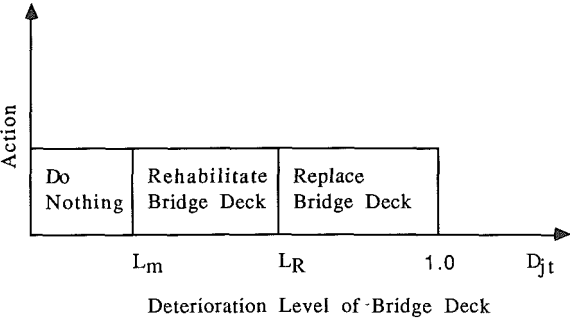 Action
Do
Nothing
Rehabilitate
Bridge Deck
Replace
Bridge Deck
Lm
LR
1.0
Djt
Deterioration Level of Bridge Deck